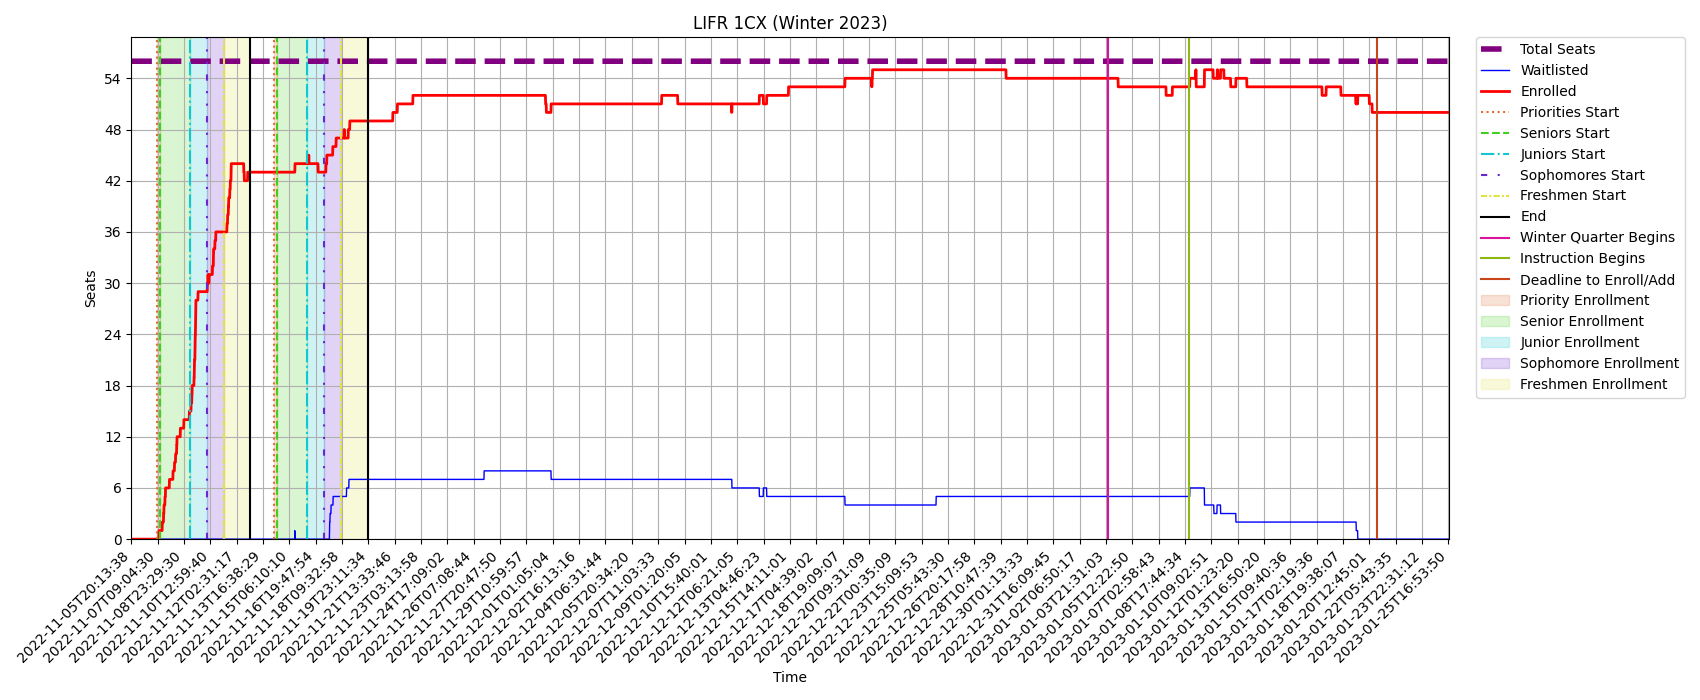 LIFR 1CX (Winter 2023)
Seats
54
48
42
36
30
24
18
12
6
0
2022-11-05T20:13:38
2022-11-07T09:04:30
2022-11-08T23:29:30
2022-11-10T12:59:40
2022-11-12T02:31:17
2022-11-13T16:38:29
2022-11-15T06:10:10
2022-11-16T19:47:54
2022-11-18T09:32:58
2022-11-19T23:11:34
2022-11-21T13:33:46
2022-11-23T03:13:58
2022-11-24T17:09:02
2022-11-27T07:08:44
2022-11-28T20:47:50
2022-11-29T10:59:57
2022-12-01T01:05:04
2022-12-02T16:13:16
2022-12-04T06:31:44
2022-12-05T20:34:20
2022-12-07T11:03:33
2022-12-09T01:20:05
2022-12-10T15:40:01
2022-12-12T06:21:05
2022-12-13T04:46:23
2022-12-15T14:11:01
2022-12-17T04:39:02
2022-12-18T19:09:07
2022-12-20T09:31:09
2022-12-22T00:35:09
2022-12-23T15:09:53
2022-12-25T05:43:30
2022-12-26T20:17:58
2022-12-28T10:47:39
2022-12-30T01:13:33
2022-12-31T16:09:45
2023-01-02T06:50:17
2023-01-03T21:31:03
2023-01-05T12:22:50
2023-01-07T02:58:43
2023-01-08T17:44:34
2023-01-10T09:02:51
2023-01-12T01:23:20
2023-01-13T16:50:20
2023-01-15T09:40:36
2023-01-17T02:19:36
2023-01-18T19:38:07
2023-01-20T12:45:01
2023-01-22T05:43:35
2023-01-23T22:31:12
2023-01-25T16:53:50
Time
Total Seats
Waitlisted
Enrolled
Priorities Start
Seniors Start
Juniors Start
Sophomores Start
Freshmen Start
End
Winter Quarter Begins
Instruction Begins
Deadline to Enroll/Add
Priority Enrollment
Senior Enrollment
Junior Enrollment
Sophomore Enrollment
Freshmen Enrollment